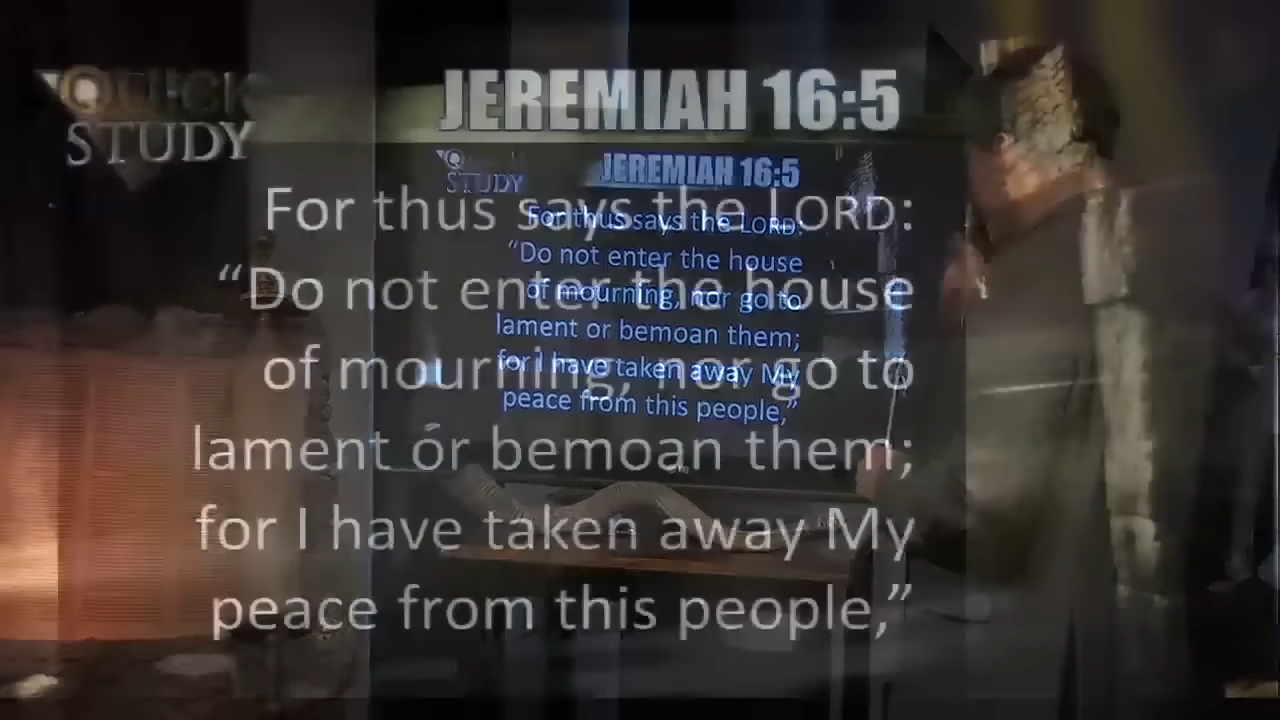 QUICK
STUDY
JEREMIAH 16:5
For thus says the LORD:
“Do not enter the house
of mourning, nor go to
lament or bemoan them;
for I have taken away My
peace from this people,”
Q
STUDY
JEREMIAH 16:5
For thus says the LORD:
“Do not enter the house
of mourning, nor go to
lament or bemoan them;
for I have taken away My
peace from this people,”